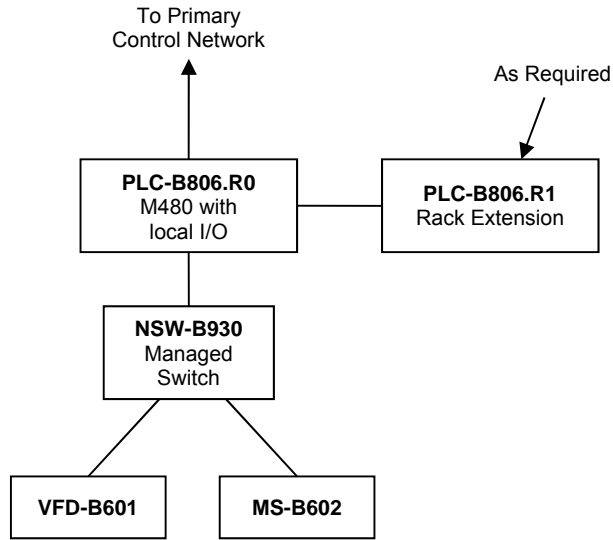 To Primary
Control Network
As Required
PLC-B806.R0
M480 with
local I/O
PLC-B806.R1
Rack Extension
NSW-B930
Managed
Switch
VFD-B601
MS-B602